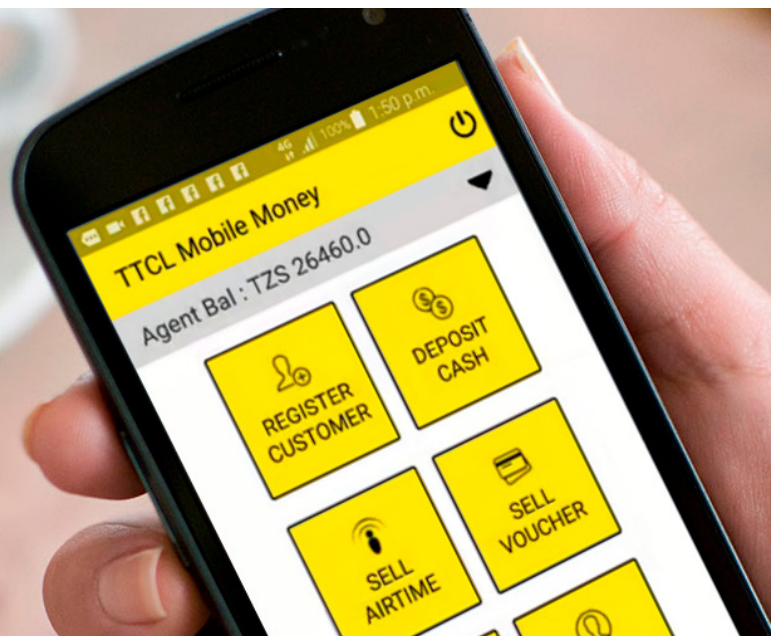 4G 100% 1:50 p.m.
TTCL Mobile Money
Agent Bal : TZS 26460.0
REGISTER
CUSTOMER
DEPOSIT
CASH
SELL
AIRTIME
SELL
VOUCHER